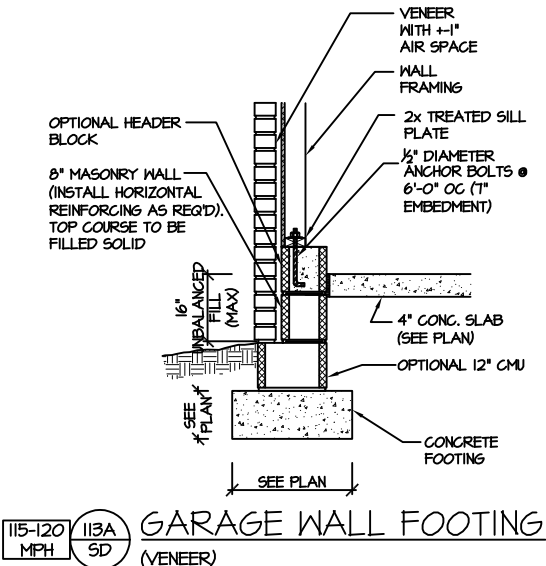 VENEER
WITH +-1"
AIR SPACE
WALL
FRAMING
2x TREATED SILL
PLATE
1/2" DIAMETER
ANCHOR BOLTS @
6'-0" OC (7"
EMBEDMENT)
OPTIONAL HEADER
BLOCK
8" MASONRY WALL
(INSTALL HORIZONTAL
REINFORCING AS REQ'D).
TOP COURSE TO BE
FILLED SOLID
16"
UNBALANCED
FILL
(MAX)
4" CONC. SLAB
(SEE PLAN)
OPTIONAL 12" CMU
SEE
PLAN
CONCRETE
FOOTING
SEE PLAN
115-120
MPH
113A
SD
GARAGE WALL FOOTING
(VENEER)